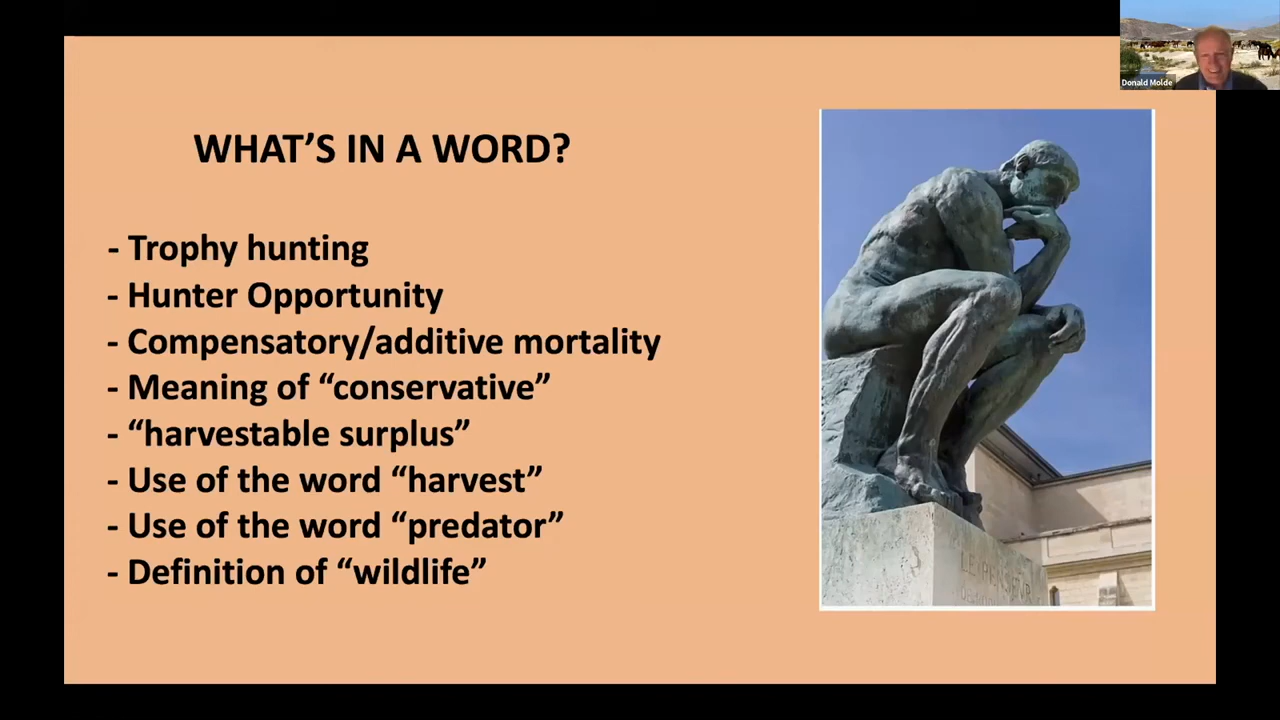 WHAT’S IN A WORD?
- Trophy hunting
- Hunter Opportunity
- Compensatory/additive mortality
- Meaning of “conservative”
- “harvestable surplus”
- Use of the word “harvest”
- Use of the word “predator”
- Definition of “wildlife”
Donald Molde